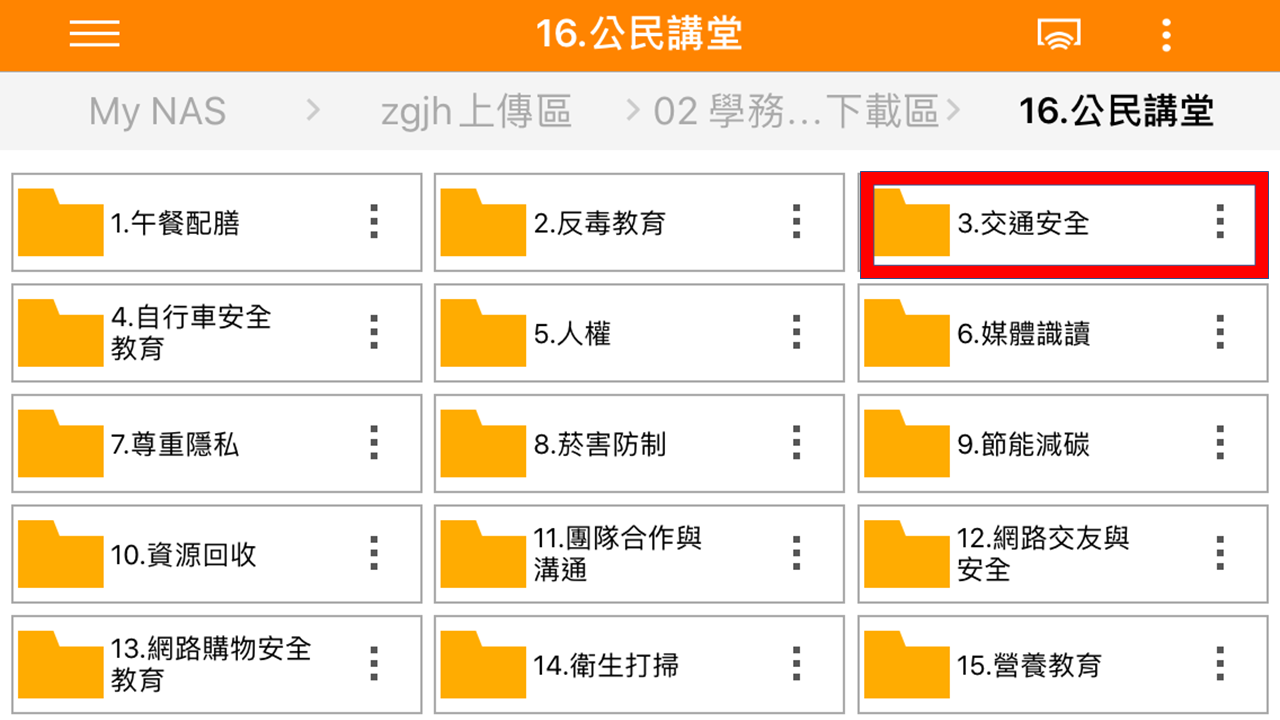 16.公民講堂
My NAS > zgjh上傳區 > 02 學務...下載區 > 16.公民講堂
1.午餐配膳
2.反毒教育
3.交通安全
4.自行車安全
教育
5.人權
6.媒體識讀
7.尊重隱私
8.菸害防制
9.節能減碳
10.資源回收
11.團隊合作與
溝通
12.網路交友與
安全
13.網路購物安全
教育
14.衛生打掃
15.營養教育